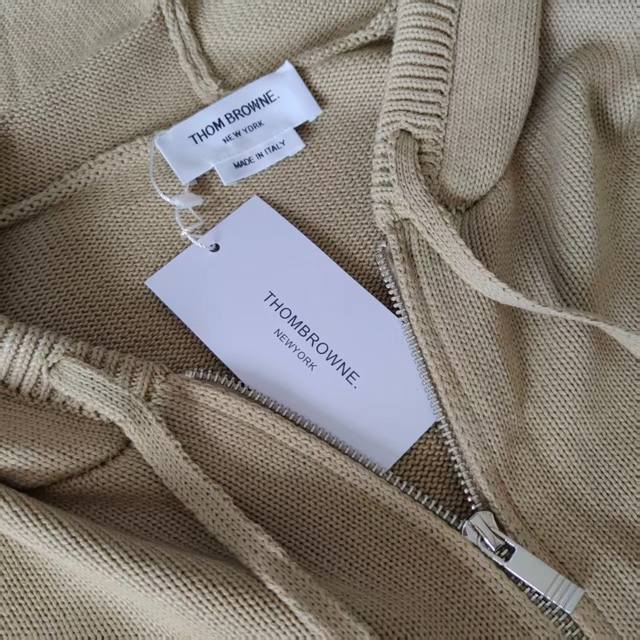 THOM BROWNE.
NEW YORK
MADE IN ITALY
THOMBROWNE.
NEWYORK